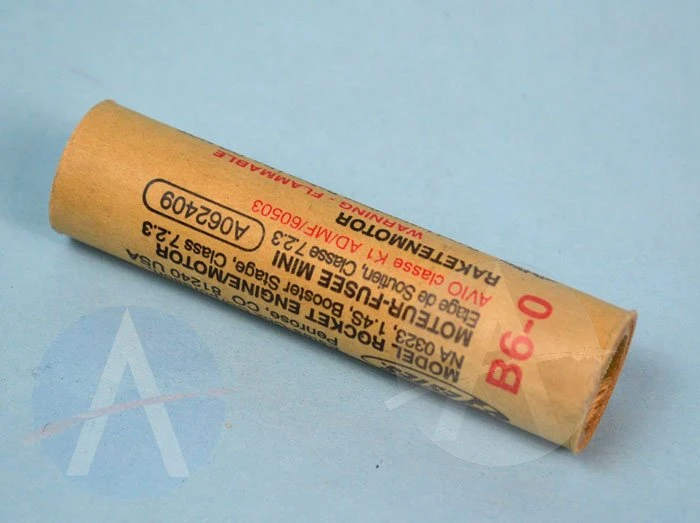 Penrose, CO 81240 USA
MODEL ROCKET ENGINE/MOTOR
NA 0323, 1.4S, Booster Stage, Class 7.2.3
MOTEUR-FUSEE MINI
Etage de Soutien, Classe 7.2.3
AVIO classe K1 AD/MF/60503
RAKETENMOTOR
WARNING - FLAMMABLE
B6-0
A062409